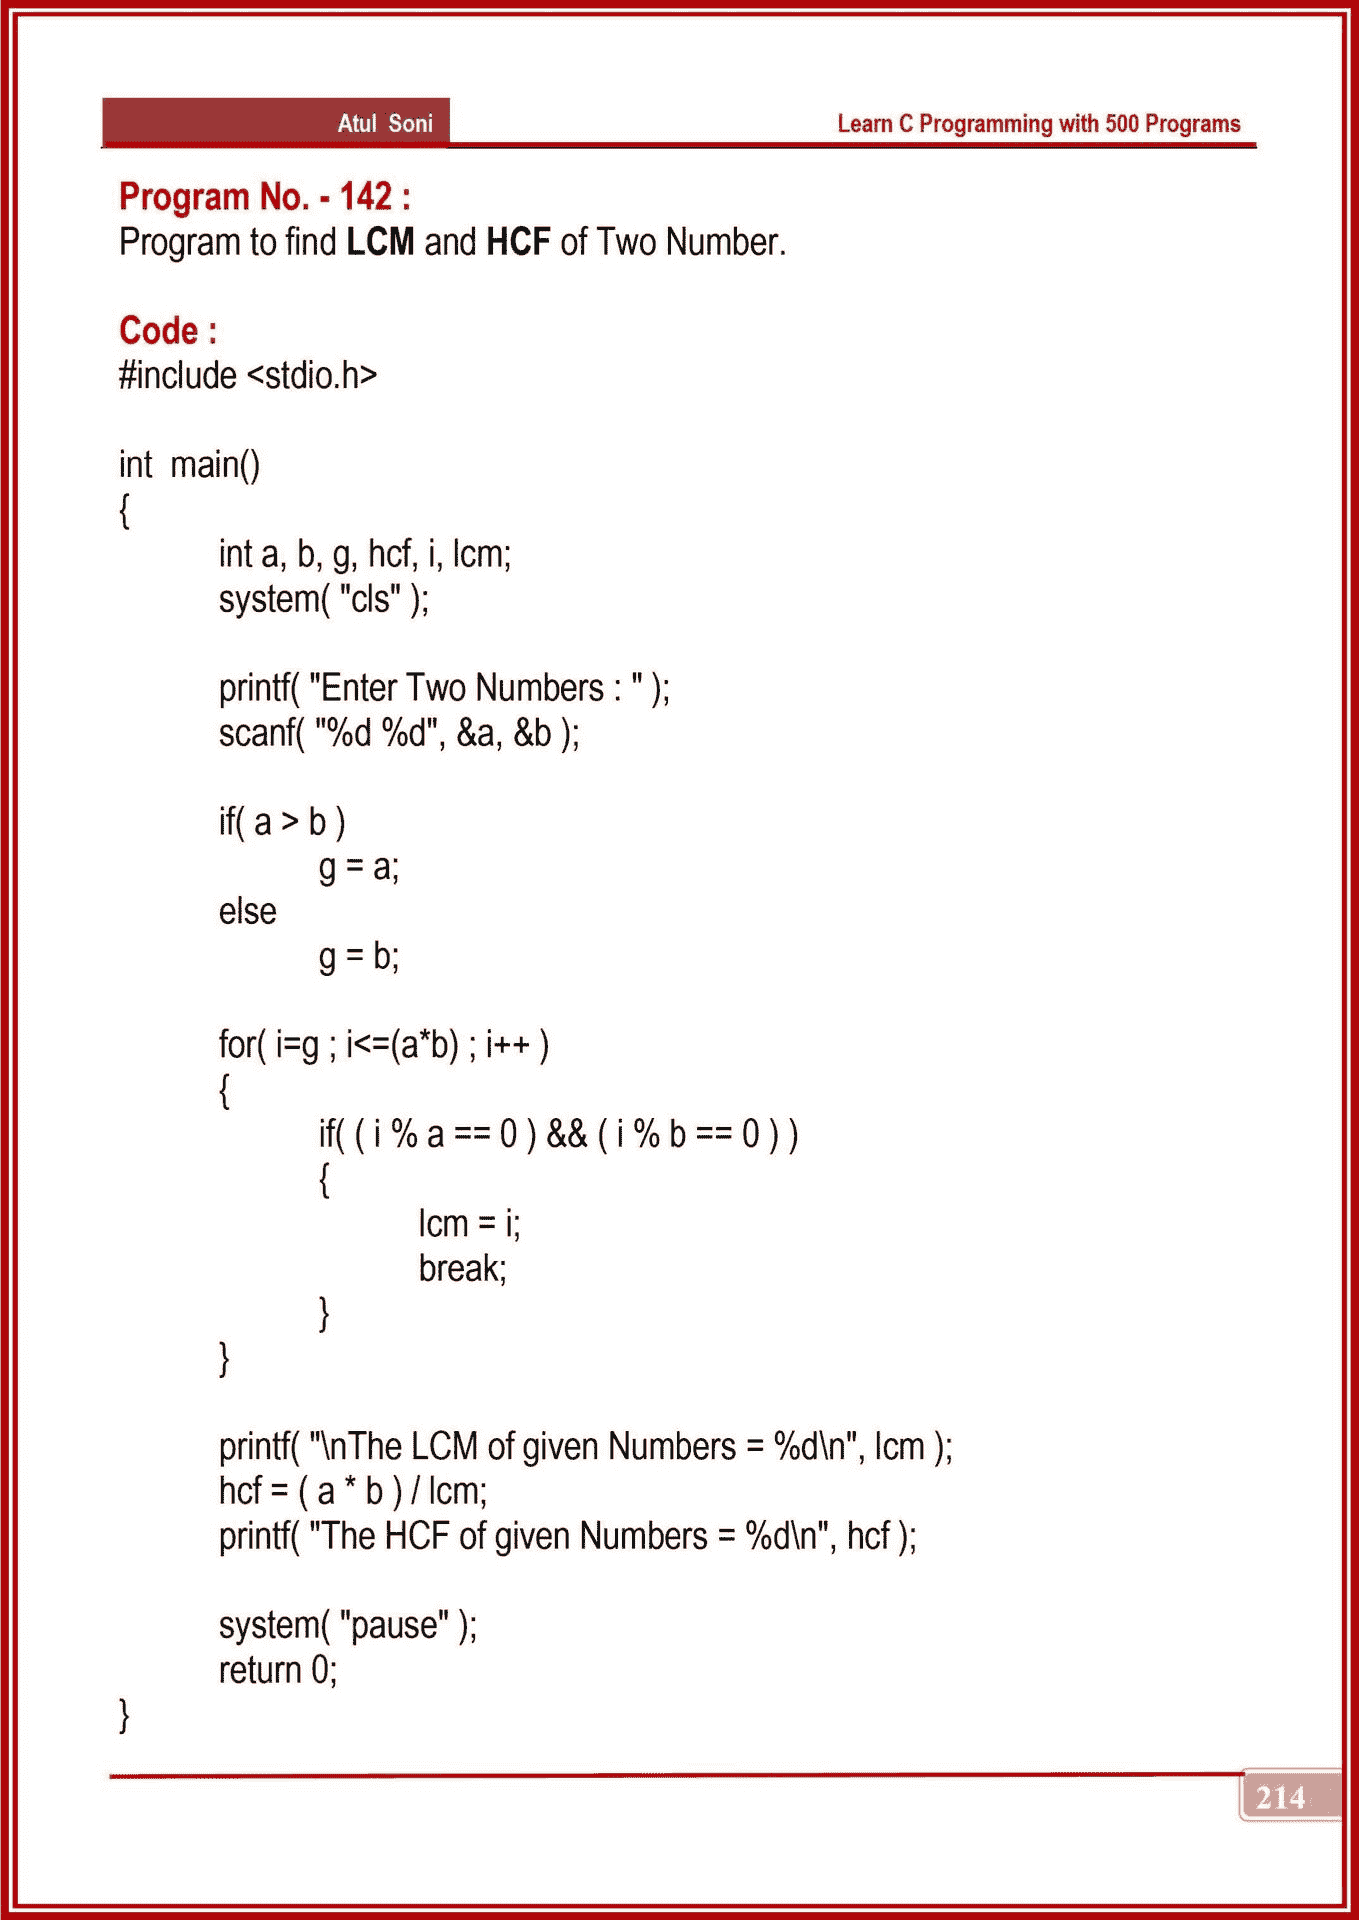 Atul Soni
Learn C Programming with 500 Programs
Program No. - 142 :
Program to find LCM and HCF of Two Number.
Code :
#include <stdio.h>
int main()
{
int a, b, g, hcf, i, lcm;
system( "cls" );
printf( "Enter Two Numbers : " );
scanf( "%d %d", &a, &b );
if( a > b )
g = a;
else
g = b;
for( i=g ; i<=(a*b) ; i++ )
{
if( ( i % a == 0 ) && ( i % b == 0 ) )
{
lcm = i;
break;
}
}
printf( "\nThe LCM of given Numbers = %d\n", lcm );
hcf = ( a * b ) / lcm;
printf( "The HCF of given Numbers = %d\n", hcf );
system( "pause" );
return 0;
}
214